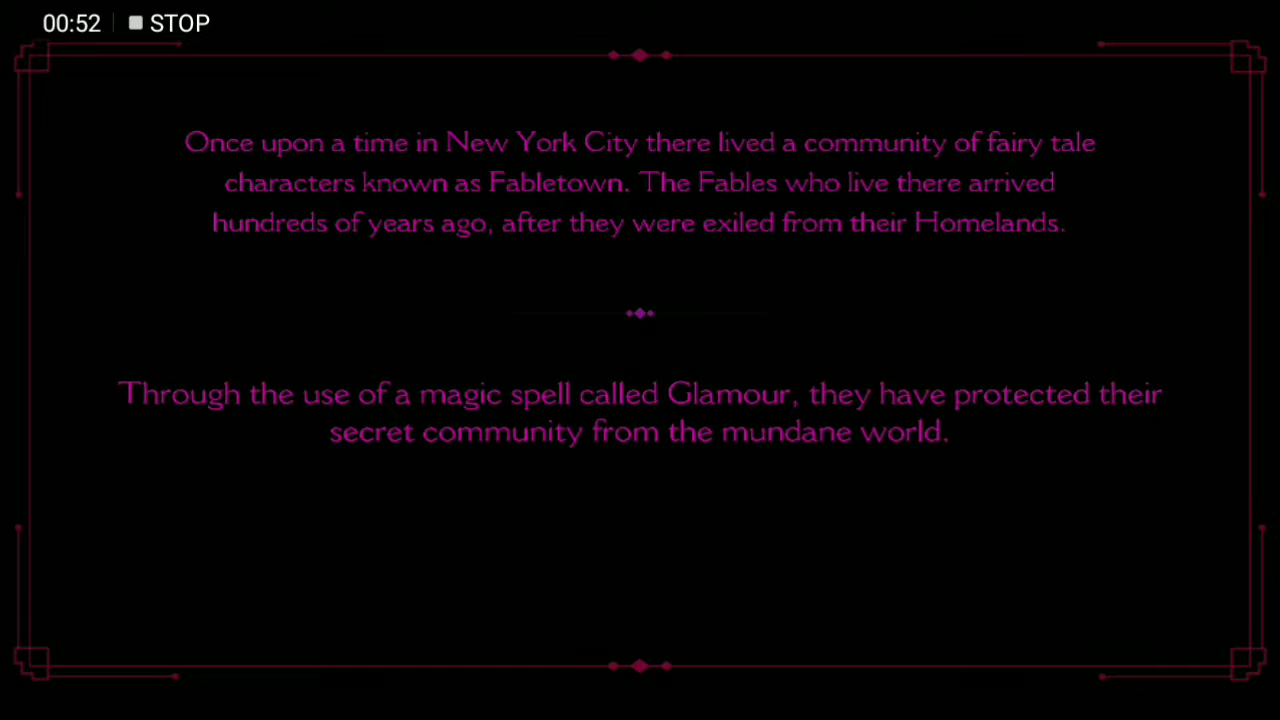 00:52 STOP
Once upon a time in New York City there lived a community of fairy tale
characters known as Fabletown. The Fables who live there arrived
hundreds of years ago, after they were exiled from their Homelands.
Through the use of a magic spell called Glamour, they have protected their
secret community from the mundane world.